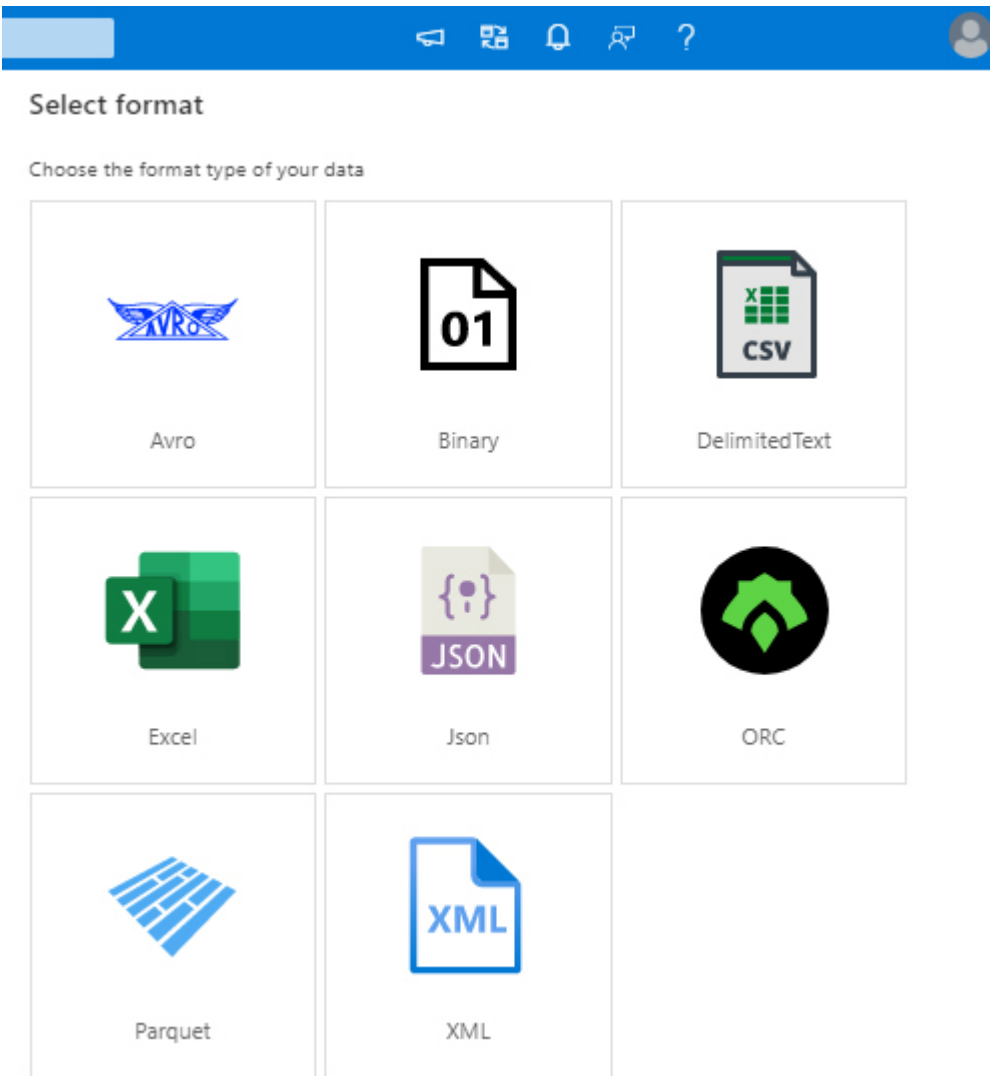 ?
Select format
Choose the format type of your data
AVRO
01
X
CSV
Avro
Binary
DelimitedText
X
{;}
JSON
Excel
Json
ORC
XML
Parquet
XML